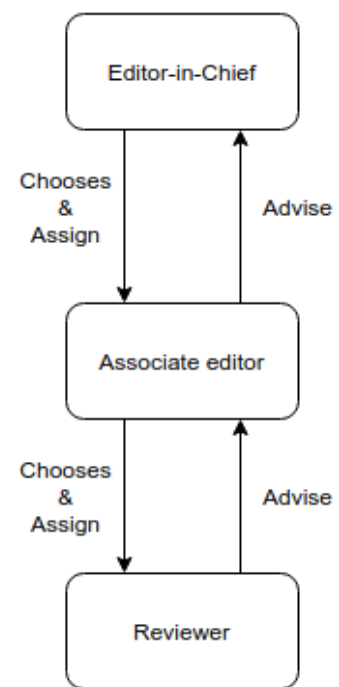 Editor-in-Chief
Chooses
&
Assign
Advise
Associate editor
Chooses
&
Assign
Advise
Reviewer